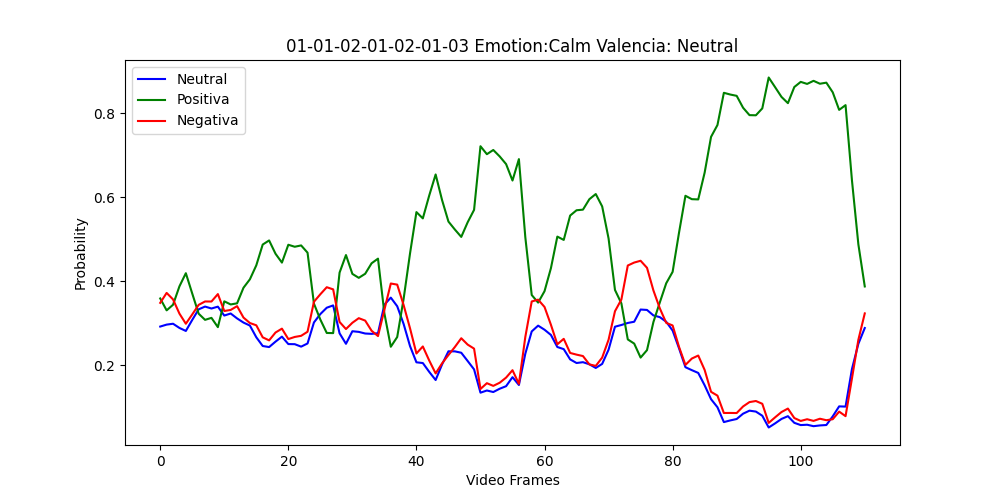 01-01-02-01-02-01-03 Emotion:Calm Valencia: Neutral
Neutral
Positiva
Negativa
Probability
0.8
0.6
0.4
0.2
0 20 40 60 80 100
Video Frames